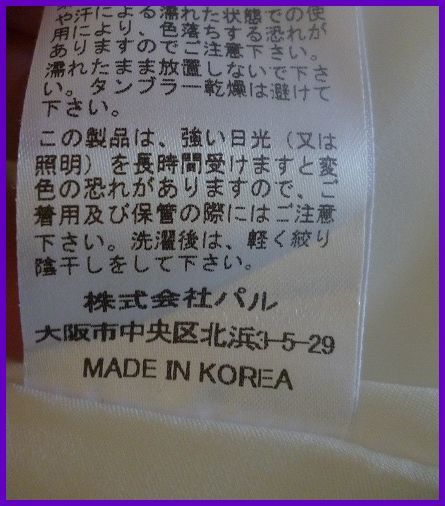 や汗による濡れた状態での使
用により、色落ちする恐れが
ありますのでご注意下さい。
濡れたまま放置しないで下さ
い。タンブラー乾燥は避けて
下さい。
この製品は、強い日光（又は
照明）を長時間受けますと変
色の恐れがありますので、ご
着用及び保管の際にはご注意
下さい。洗濯後は、軽く絞り
陰干しをして下さい。
株式会社パル
大阪市中央区北浜3-5-29
MADE IN KOREA